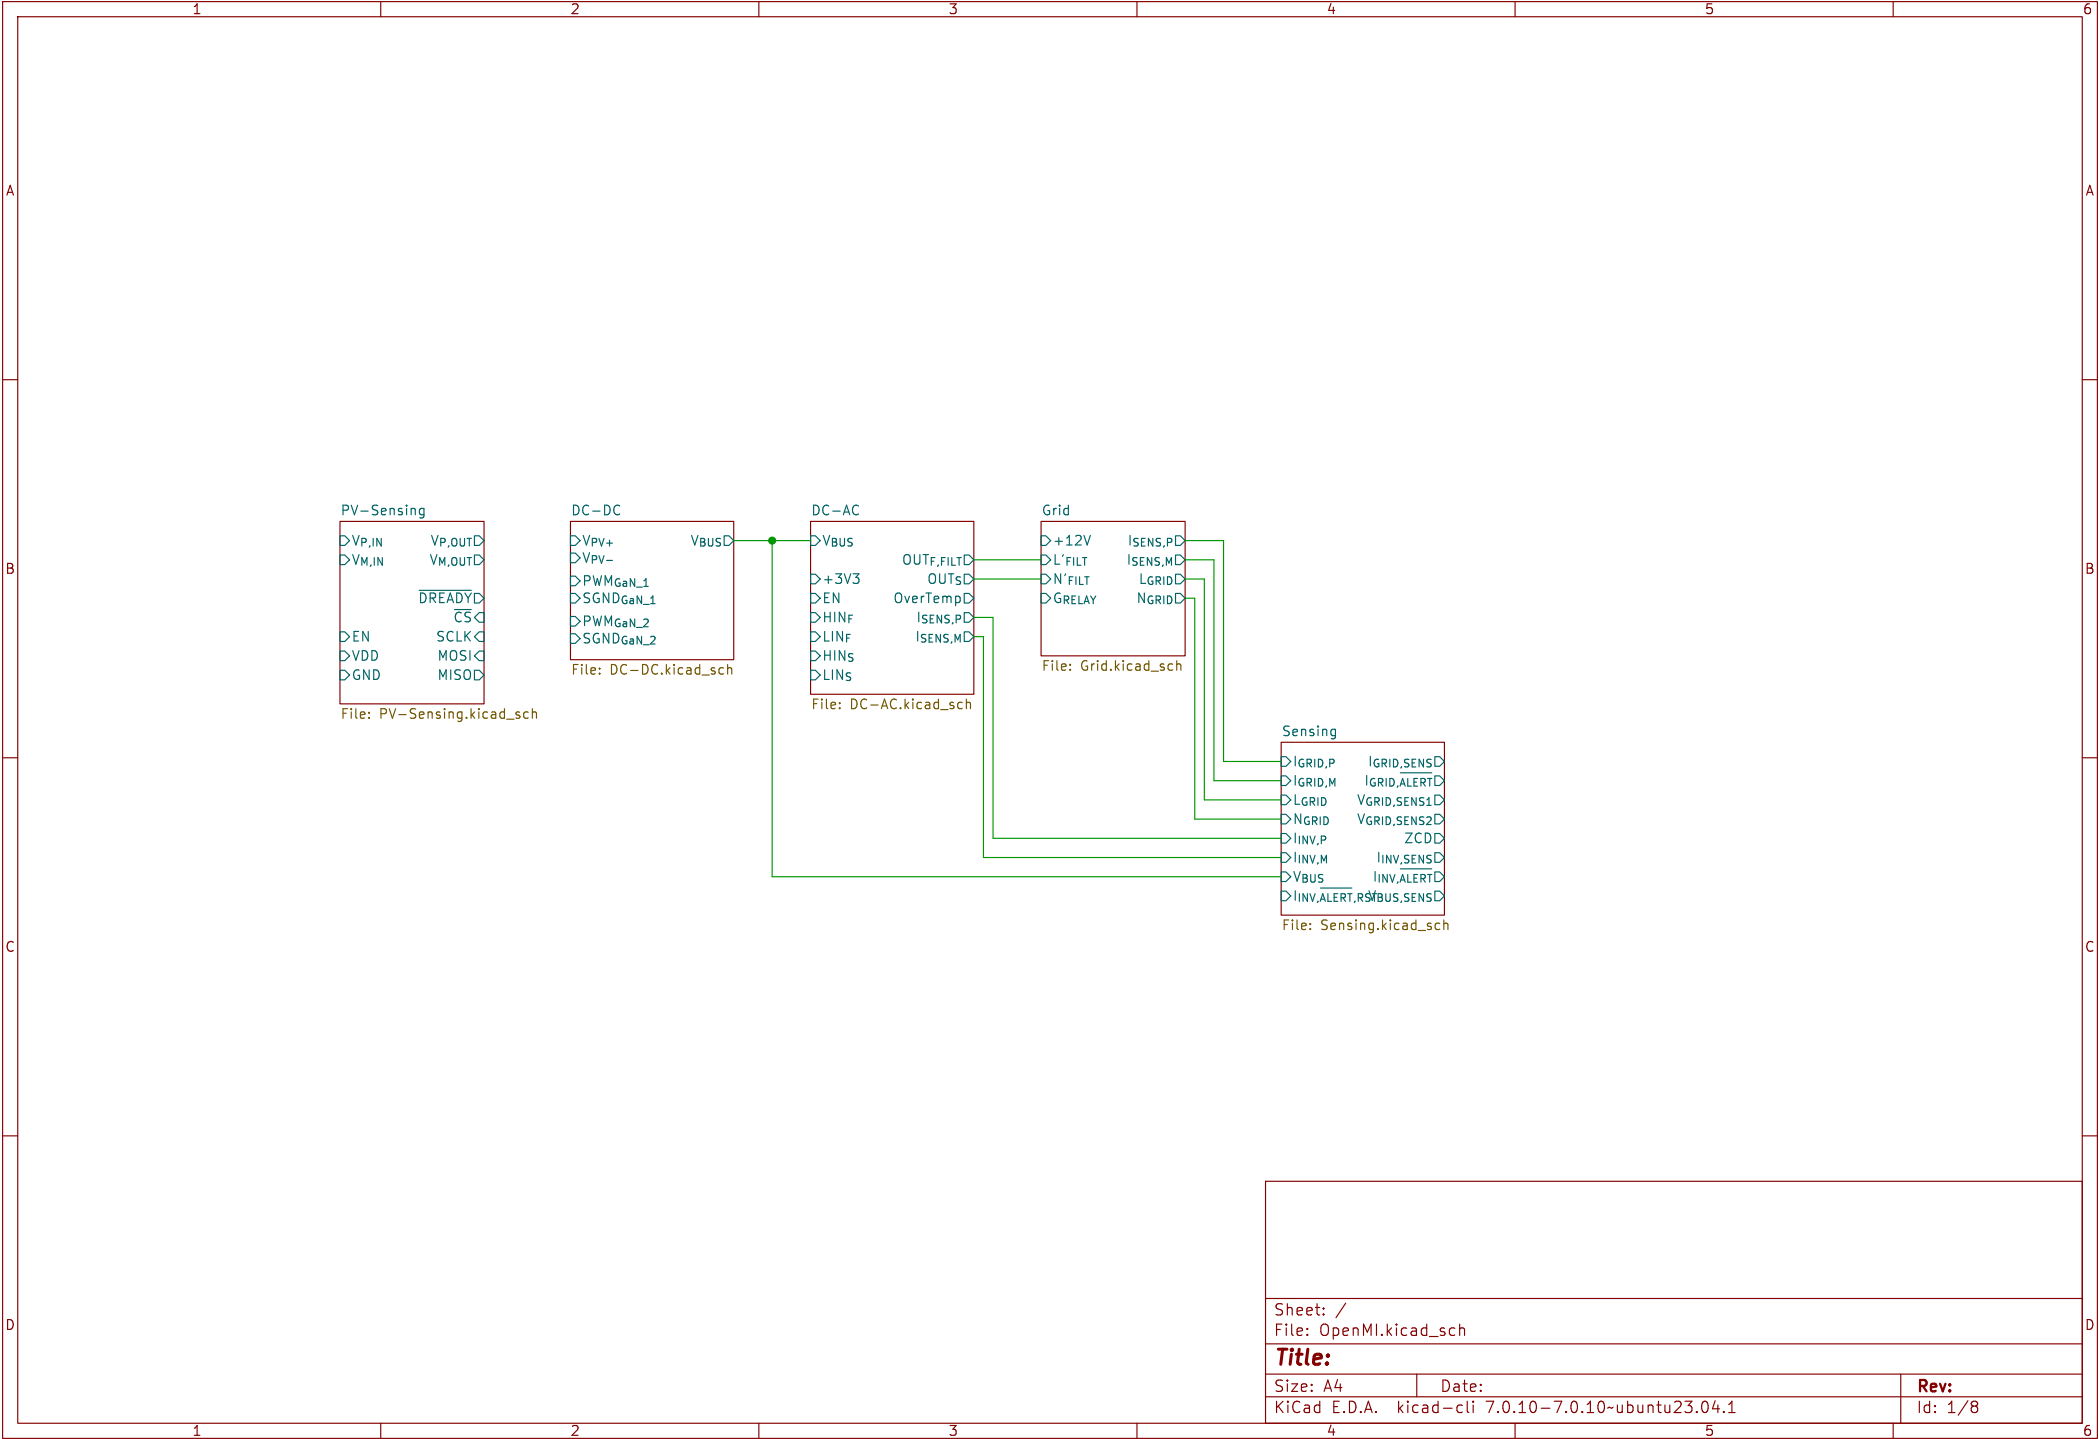 1 2 3 4 5 6
A A
B B
C C
D D
PV-Sensing
VP,IN VP,OUT
VM,IN VM,OUT
DREADY
CS
EN SCLK
VDD MOSI
GND MISO
File: PV-Sensing.kicad_sch
DC-DC
VPV+ VBUS
VPV-
PWMGaN_1
SGNDGaN_1
PWMGaN_2
SGNDGaN_2
File: DC-DC.kicad_sch
DC-AC
VBUS
OUTF,FILT
+3V3 OUTS
EN OverTemp
HINF ISENS,P
LINF ISENS,M
HINS
LINS
File: DC-AC.kicad_sch
Grid
+12V ISENS,P
L'FILT ISENS,M
N'FILT LGRID
GRELAY NGRID
File: Grid.kicad_sch
Sensing
IGRID,P IGRID,SENS
IGRID,M IGRID,ALERT
LGRID VGRID,SENS1
NGRID VGRID,SENS2
IINV,P ZCD
IINV,M IINV,SENS
VBUS IINV,ALERT
IINV,ALERT,RST VBUS,SENS
File: Sensing.kicad_sch
Sheet: /
File: OpenMI.kicad_sch
Title:
Size: A4 Date: Rev:
KiCad E.D.A. kicad-cli 7.0.10-7.0.10~ubuntu23.04.1 Id: 1/8
1 2 3 4 5 6